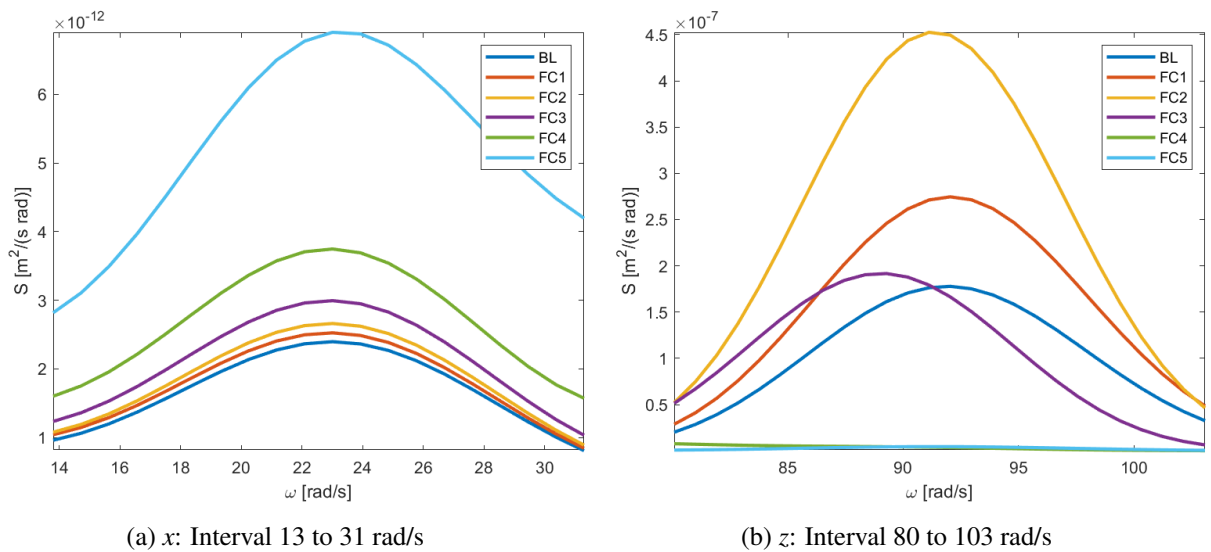 ×10⁻¹²
6
5
4
3
2
1
S [m²/(s rad)]
14 16 18 20 22 24 26 28 30
ω [rad/s]
BL
FC1
FC2
FC3
FC4
FC5
(a) x: Interval 13 to 31 rad/s
×10⁻⁷
4.5
4
3.5
3
2.5
2
1.5
1
0.5
S [m²/(s rad)]
85 90 95 100
ω [rad/s]
BL
FC1
FC2
FC3
FC4
FC5
(b) z: Interval 80 to 103 rad/s